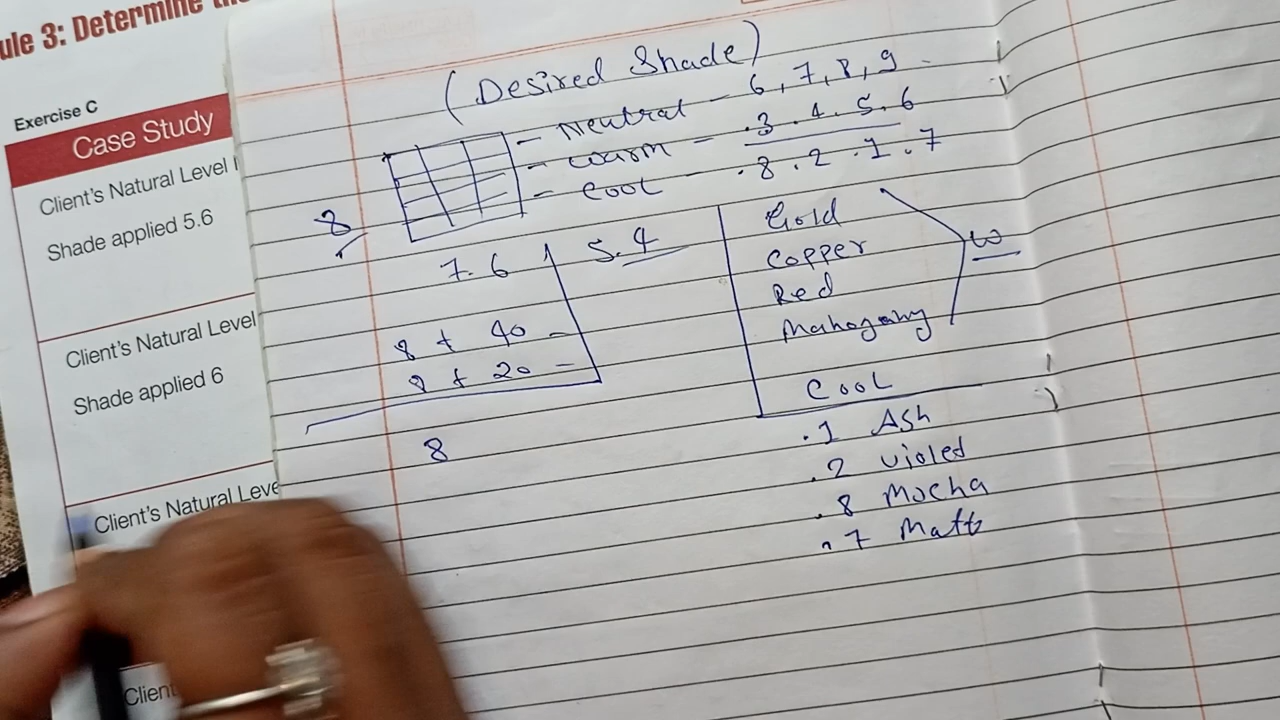 ule 3: Determine the
Exercise C
Case Study
Client's Natural Level
Shade applied 5.6
Client's Natural Level
Shade applied 6
Client's Natural Leve
Client
(Desired Shade)
- Neutral - 6, 7, 8, 9
- warm - .3 .4 .5 .6
- Cool - .8 .2 .1 .7
8
7.6
5.4
8 + 40 -
8 + 20 =
8
Gold
Copper
Red
Mahogany
W
Cool
.1 Ash
.2 violed
.8 Mocha
.7 Matt